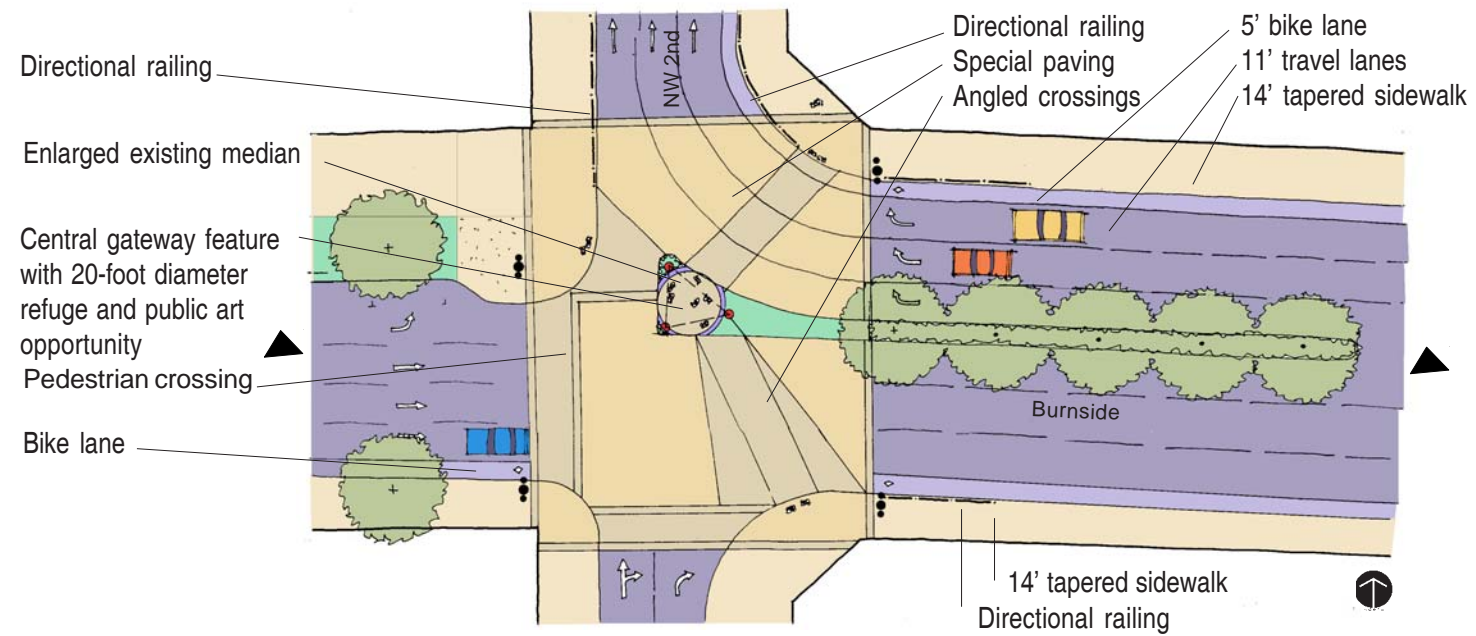 Directional railing
Enlarged existing median
Central gateway feature
with 20-foot diameter
refuge and public art
opportunity
Pedestrian crossing
Bike lane
NW 2nd
Directional railing
Special paving
Angled crossings
5’ bike lane
11’ travel lanes
14’ tapered sidewalk
Burnside
14’ tapered sidewalk
Directional railing